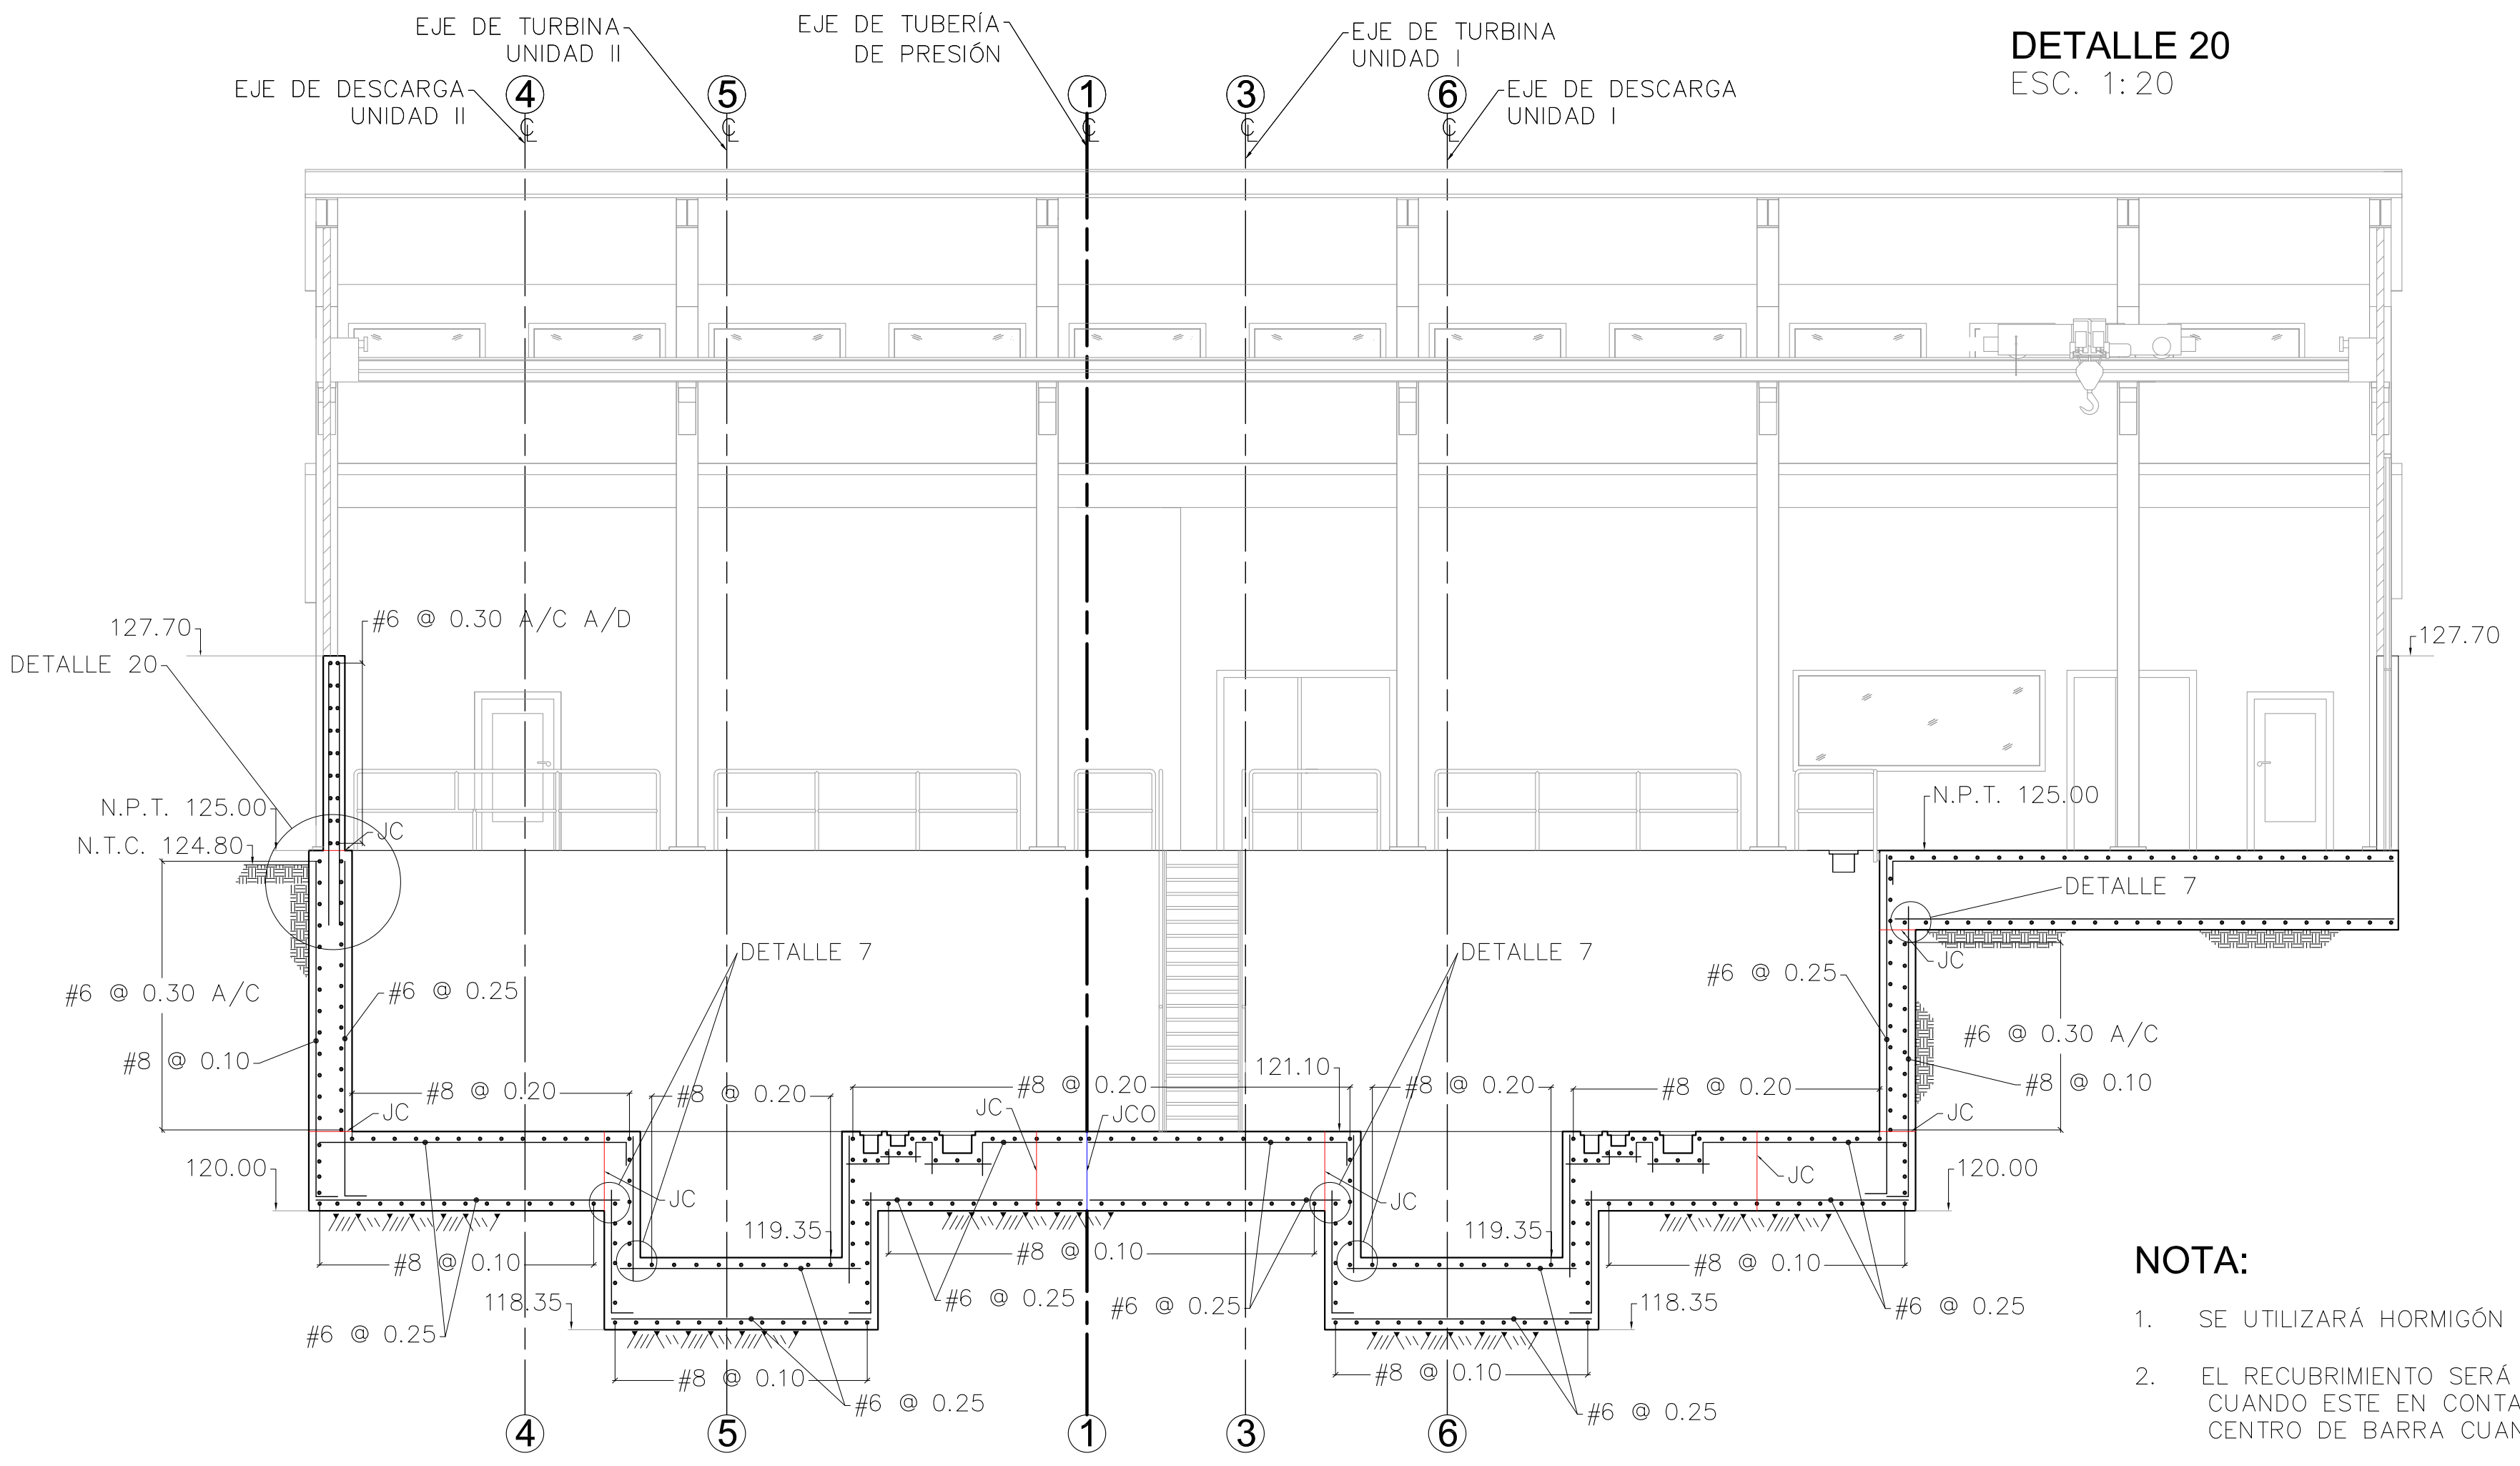 EJE DE TURBINA
UNIDAD II
EJE DE TUBERÍA
DE PRESIÓN
EJE DE TURBINA
UNIDAD I
DETALLE 20
ESC. 1:20
EJE DE DESCARGA
UNIDAD II
EJE DE DESCARGA
UNIDAD I
4
5
1
3
6
127.70
#6 @ 0.30 A/C A/D
127.70
DETALLE 20
N.P.T. 125.00
N.P.T. 125.00
JC
N.T.C. 124.80
DETALLE 7
DETALLE 7
DETALLE 7
JC
#6 @ 0.30 A/C
#6 @ 0.25
#6 @ 0.25
#6 @ 0.30 A/C
#8 @ 0.10
#8 @ 0.10
#8 @ 0.20
#8 @ 0.20
#8 @ 0.20
121.10
#8 @ 0.20
#8 @ 0.20
JC
JC
JCO
JC
120.00
JC
JC
JC
120.00
119.35
119.35
#8 @ 0.10
#8 @ 0.10
#8 @ 0.10
118.35
#6 @ 0.25
#6 @ 0.25
118.35
#6 @ 0.25
#6 @ 0.25
#8 @ 0.10
#8 @ 0.10
#6 @ 0.25
#6 @ 0.25
4
5
1
3
6
NOTA:
1. SE UTILIZARÁ HORMIGÓN
2. EL RECUBRIMIENTO SERÁ
CUANDO ESTE EN CONTA
CENTRO DE BARRA CUAN